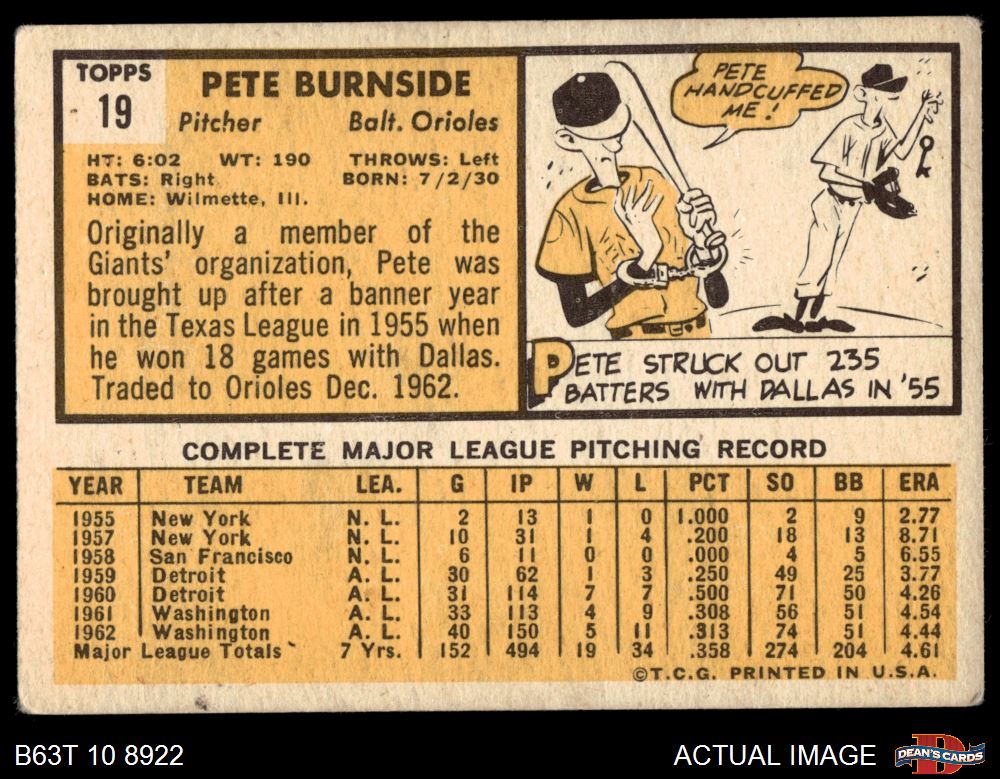 TOPPS
19
PETE BURNSIDE
Pitcher Balt. Orioles
HT: 6:02 WT: 190 THROWS: Left
BATS: Right BORN: 7/2/30
HOME: Wilmette, Ill.
Originally a member of the
Giants' organization, Pete was
brought up after a banner year
in the Texas League in 1955 when
he won 18 games with Dallas.
Traded to Orioles Dec. 1962.
PETE
HANDCUFFED
ME!
PETE STRUCK OUT 235
BATTERS WITH DALLAS IN '55
COMPLETE MAJOR LEAGUE PITCHING RECORD
YEAR TEAM LEA. G IP W L PCT SO BB ERA
1955 New York N. L. 2 13 1 0 1.000 2 9 2.77
1957 New York N. L. 10 31 1 4 .200 18 13 8.71
1958 San Francisco N. L. 6 11 0 0 .000 4 5 6.55
1959 Detroit A. L. 30 62 1 3 .250 49 25 3.77
1960 Detroit A. L. 31 114 7 7 .500 71 50 4.26
1961 Washington A. L. 33 113 4 9 .308 56 51 4.54
1962 Washington A. L. 40 150 5 11 .313 74 51 4.44
Major League Totals 7 Yrs. 152 494 19 34 .358 274 204 4.61
©T.C.G. PRINTED IN U.S.A.
B63T 10 8922 ACTUAL IMAGE DEAN'S CARDS